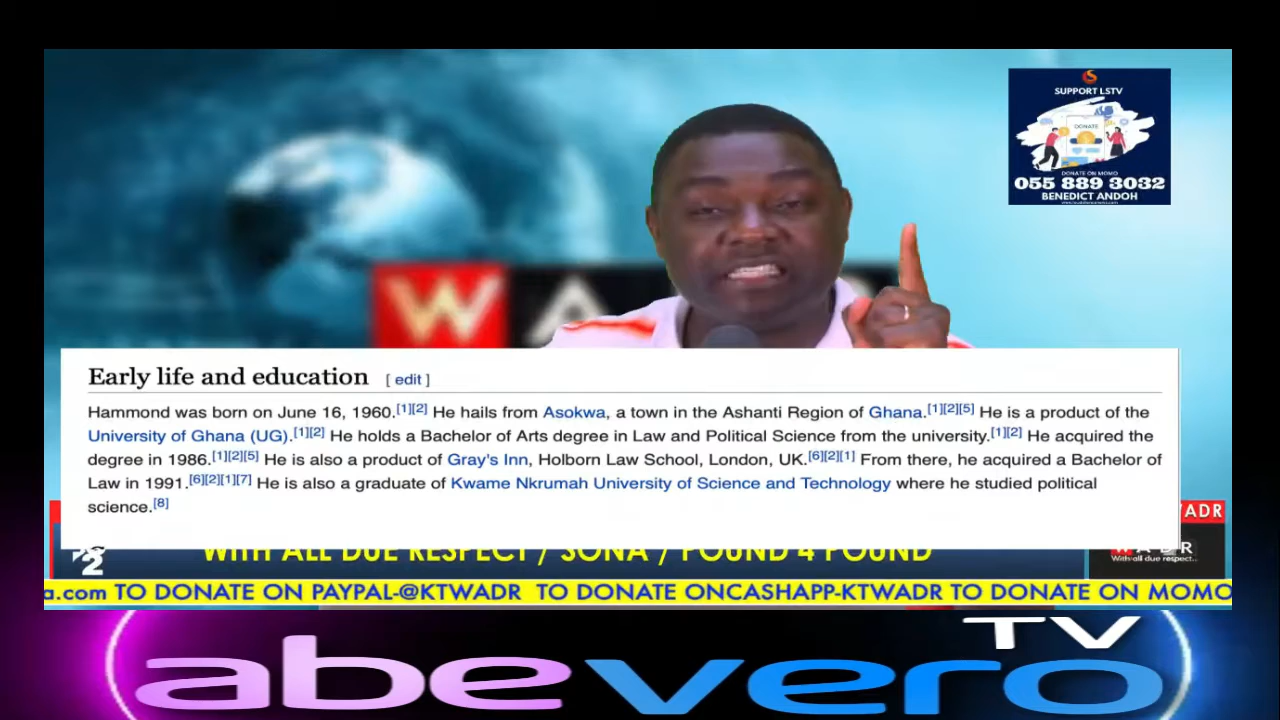 SUPPORT LSTV
DONATE
DONATE ON MOMO
055 889 3032
BENEDICT ANDOH
W A
Early life and education [ edit ]
Hammond was born on June 16, 1960.[1][2] He hails from Asokwa, a town in the Ashanti Region of Ghana.[1][2][5] He is a product of the
University of Ghana (UG).[1][2] He holds a Bachelor of Arts degree in Law and Political Science from the university.[1][2] He acquired the
degree in 1986.[1][2][5] He is also a product of Gray's Inn, Holborn Law School, London, UK.[6][2][1] From there, he acquired a Bachelor of
Law in 1991.[6][2][1][7] He is also a graduate of Kwame Nkrumah University of Science and Technology where he studied political
science.[8]
WADR
WITH ALL DUE RESPECT / SONA / POUND 4 POUND
WADR
With all due respect...
a.com TO DONATE ON PAYPAL-@KTWADR TO DONATE ONCASHAPP-KTWADR TO DONATE ON MOMO
abevero TV